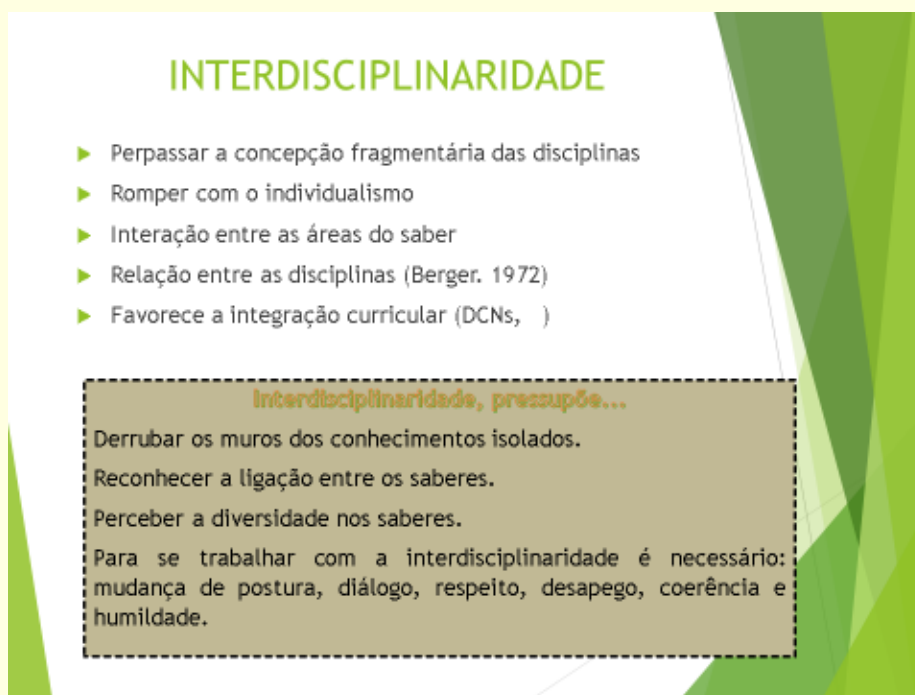 INTERDISCIPLINARIDADE
Perpassar a concepção fragmentária das disciplinas
Romper com o individualismo
Interação entre as áreas do saber
Relação entre as disciplinas (Berger. 1972)
Favorece a integração curricular (DCNs,   )
Interdisciplinaridade, pressupõe...
Derrubar os muros dos conhecimentos isolados.
Reconhecer a ligação entre os saberes.
Perceber a diversidade nos saberes.
Para se trabalhar com a interdisciplinaridade é necessário:
mudança de postura, diálogo, respeito, desapego, coerência e
humildade.